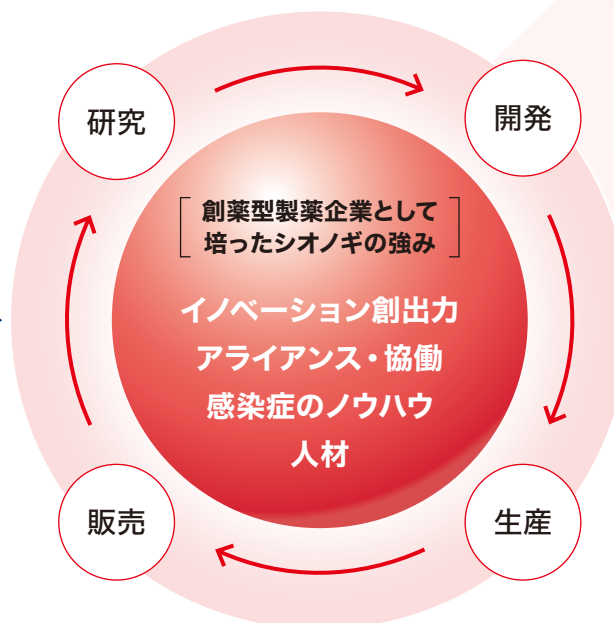 研究
開発
創薬型製薬企業として
培ったシオノギの強み
イノベーション創出力
アライアンス・協働
感染症のノウハウ
人材
販売
生産